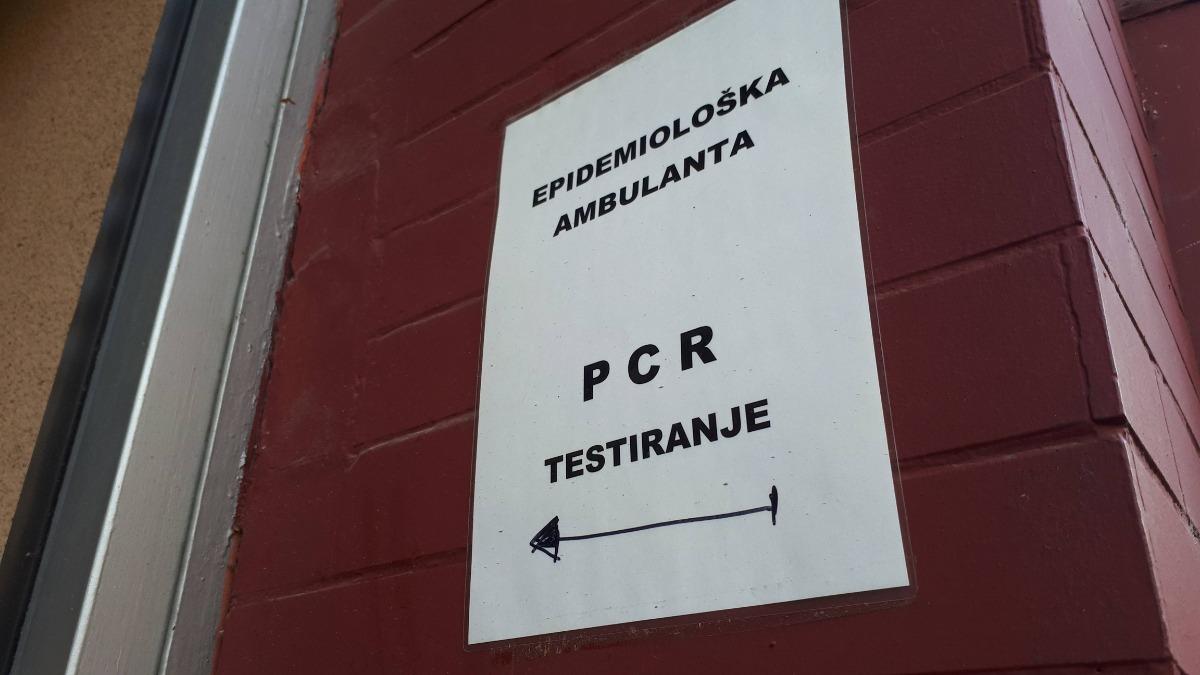 EPIDEMIOLOŠKA
AMBULANTA
P C R
TESTIRANJE